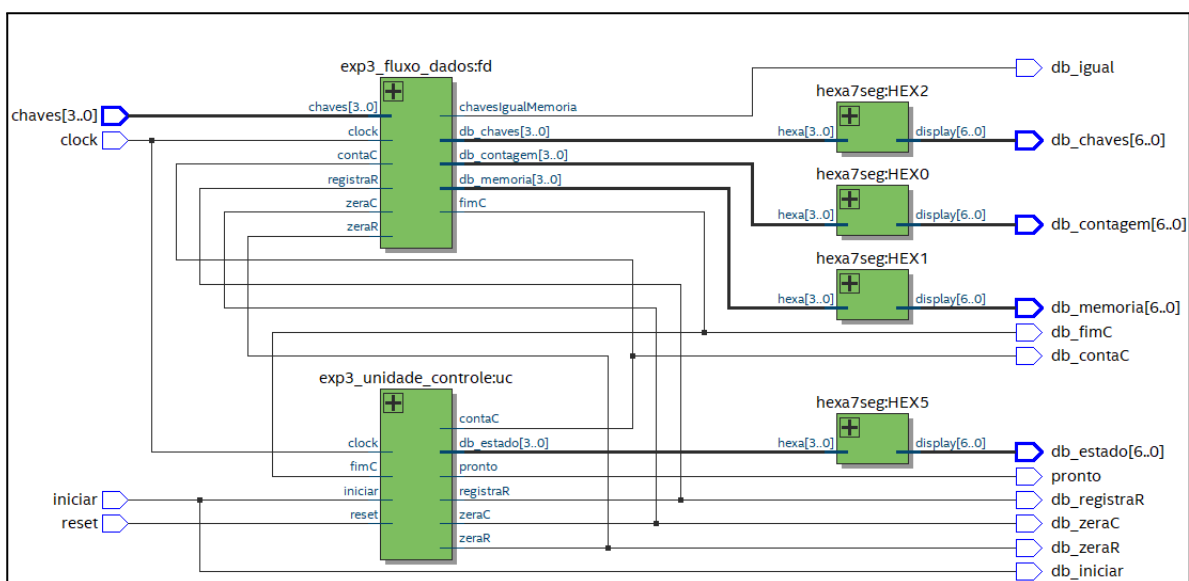 exp3_fluxo_dados:fd
db_igual
hexa7seg:HEX2
chaves[3..0]
chaves[3..0]
chavesIgualMemoria
clock
clock
db_chaves[3..0]
hexa[3..0]
display[6..0]
db_chaves[6..0]
contaC
db_contagem[3..0]
registraR
db_memoria[3..0]
hexa7seg:HEX0
zeraC
fimC
hexa[3..0]
display[6..0]
db_contagem[6..0]
zeraR
hexa7seg:HEX1
hexa[3..0]
display[6..0]
db_memoria[6..0]
db_fimC
db_contaC
exp3_unidade_controle:uc
hexa7seg:HEX5
contaC
clock
db_estado[3..0]
hexa[3..0]
display[6..0]
db_estado[6..0]
fimC
pronto
pronto
iniciar
iniciar
registraR
db_registraR
reset
reset
zeraC
db_zeraC
zeraR
db_zeraR
db_iniciar